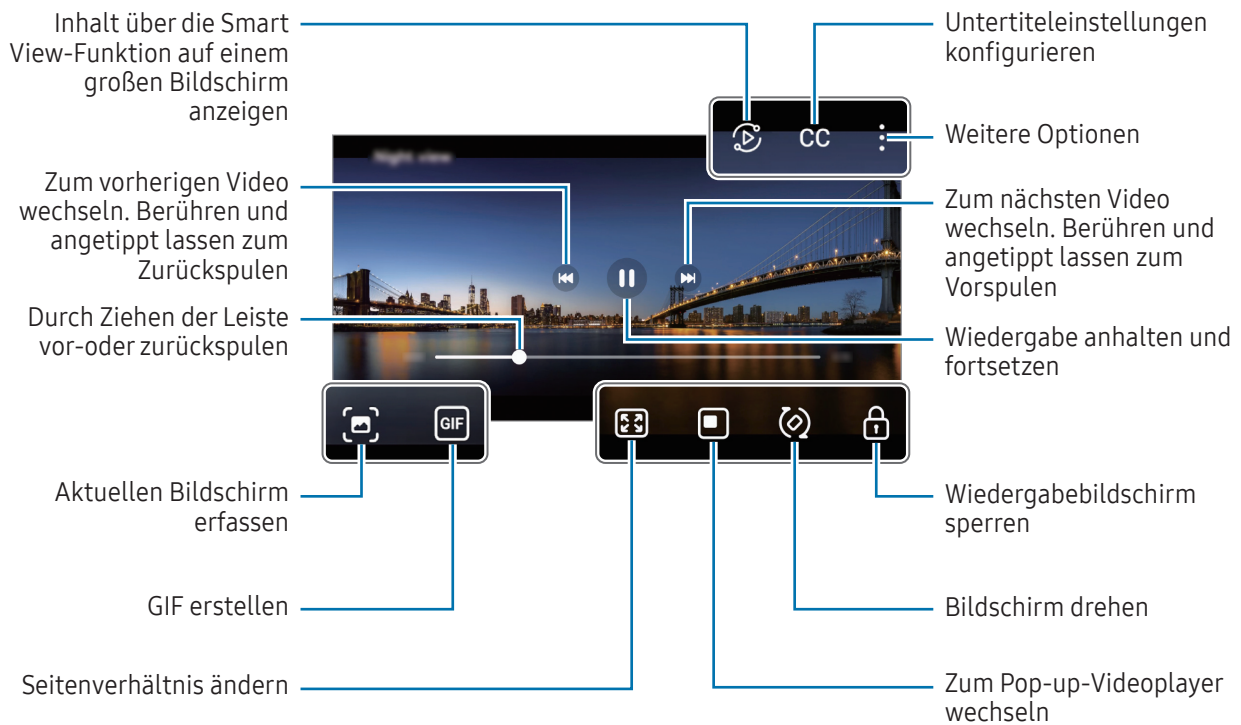 Inhalt über die Smart
View-Funktion auf einem
großen Bildschirm
anzeigen
Untertiteleinstellungen
konfigurieren
CC
Weitere Optionen
Night view
Zum vorherigen Video
wechseln. Berühren und
angetippt lassen zum
Zurückspulen
Zum nächsten Video
wechseln. Berühren und
angetippt lassen zum
Vorspulen
Durch Ziehen der Leiste
vor-oder zurückspulen
Wiedergabe anhalten und
fortsetzen
GIF
Aktuellen Bildschirm
erfassen
Wiedergabebildschirm
sperren
GIF erstellen
Bildschirm drehen
Seitenverhältnis ändern
Zum Pop-up-Videoplayer
wechseln